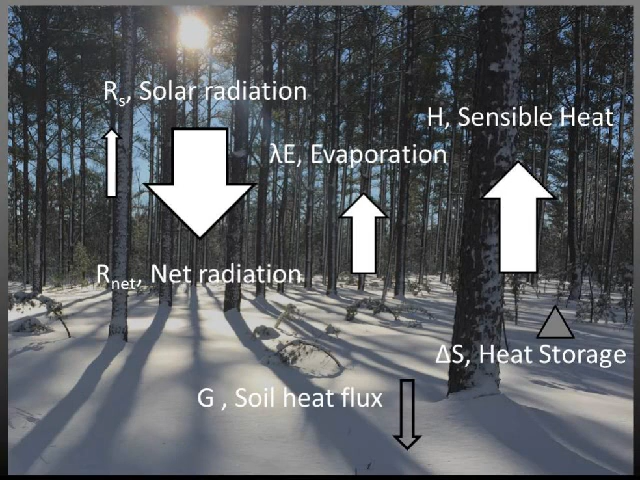 Rₛ, Solar radiation
H, Sensible Heat
λE, Evaporation
Rnet, Net radiation
ΔS, Heat Storage
G , Soil heat flux